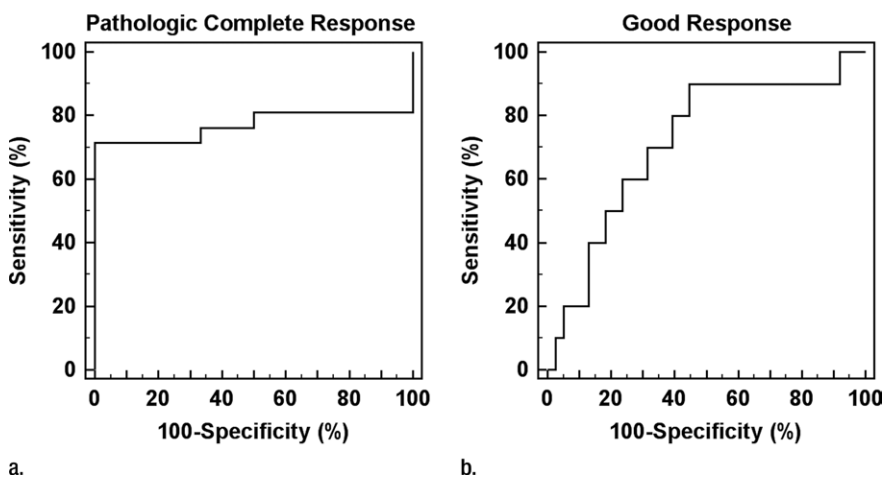 Pathologic Complete Response
100
80
60
40
20
0
Sensitivity (%)
0 20 40 60 80 100
100-Specificity (%)
a.
Good Response
100
80
60
40
20
0
Sensitivity (%)
0 20 40 60 80 100
100-Specificity (%)
b.